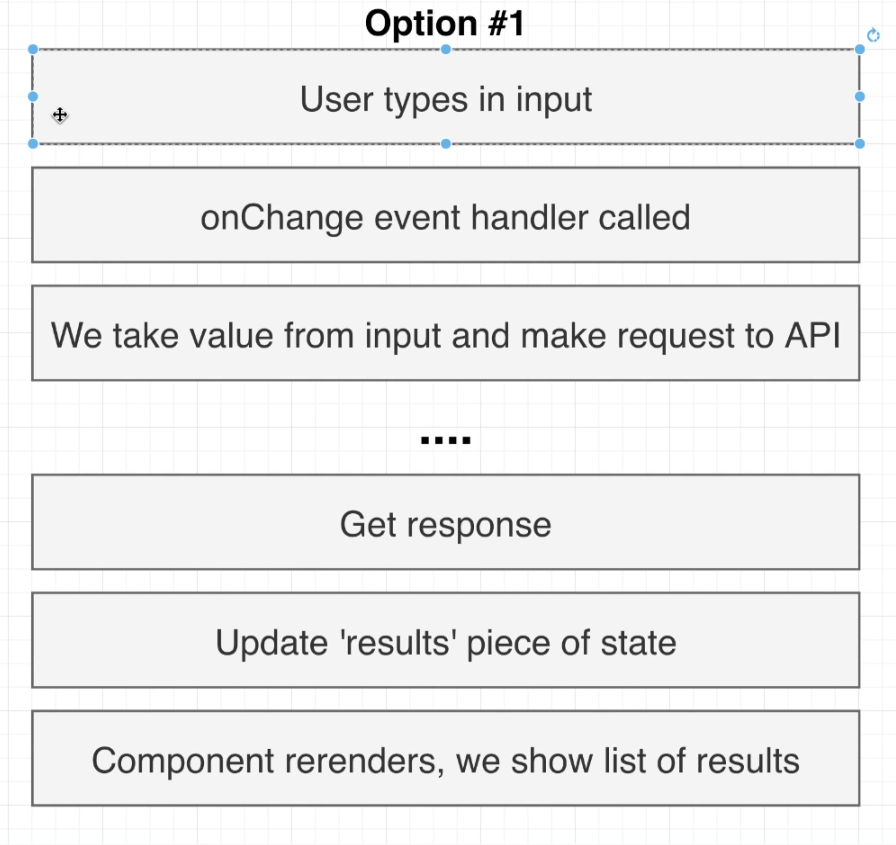 Option #1
User types in input
onChange event handler called
We take value from input and make request to API
....
Get response
Update 'results' piece of state
Component rerenders, we show list of results